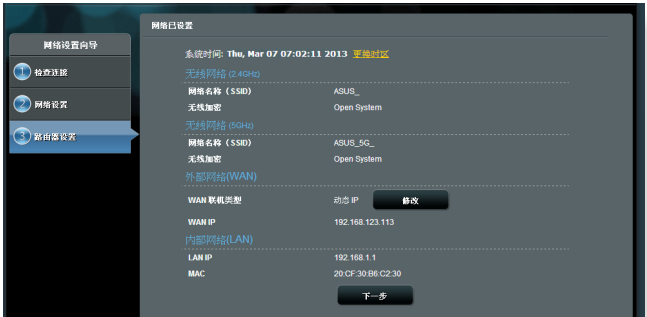 网络设置向导
1 检查连接
2 网络设置
3 路由器设置
网络已设置
系统时间: Thu, Mar 07 07:02:11 2013 更换时区
无线网络 (2.4GHz)
网络名称（SSID） ASUS_
无线加密 Open System
无线网络 (5GHz)
网络名称（SSID） ASUS_5G_
无线加密 Open System
外部网络(WAN)
WAN 联机类型 动态 IP 修改
WAN IP 192.168.123.113
内部网络(LAN)
LAN IP 192.168.1.1
MAC 20:CF:30:B6:C2:30
下一步